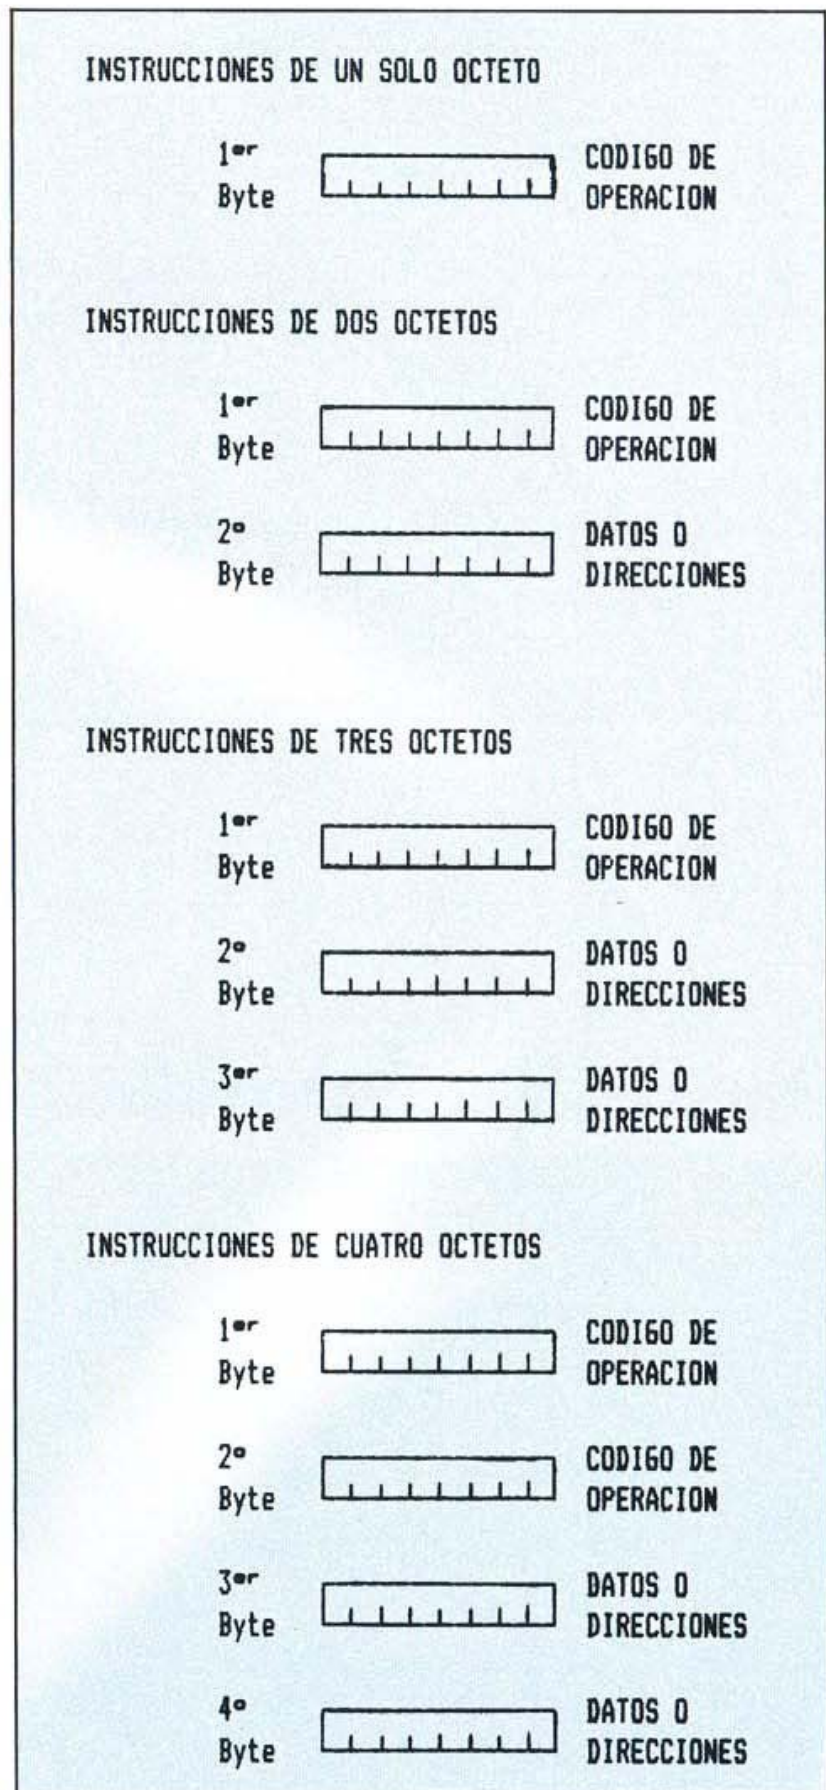 INSTRUCCIONES DE UN SOLO OCTETO
1er
Byte
CODIGO DE
OPERACION
INSTRUCCIONES DE DOS OCTETOS
1er
Byte
CODIGO DE
OPERACION
2º
Byte
DATOS O
DIRECCIONES
INSTRUCCIONES DE TRES OCTETOS
1er
Byte
CODIGO DE
OPERACION
2º
Byte
DATOS O
DIRECCIONES
3er
Byte
DATOS O
DIRECCIONES
INSTRUCCIONES DE CUATRO OCTETOS
1er
Byte
CODIGO DE
OPERACION
2º
Byte
CODIGO DE
OPERACION
3er
Byte
DATOS O
DIRECCIONES
4º
Byte
DATOS O
DIRECCIONES